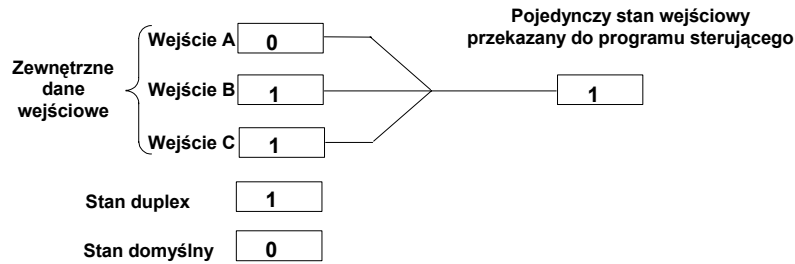 Pojedynczy stan wejściowy
przekazany do programu sterującego
Zewnętrzne
dane
wejściowe
Wejście A 0
Wejście B 1
Wejście C 1
1
Stan duplex 1
Stan domyślny 0